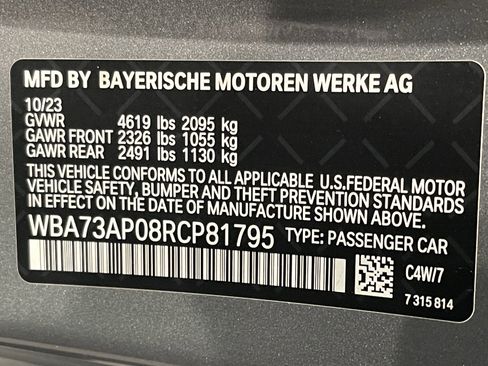 MFD BY BAYERISCHE MOTOREN WERKE AG
10/23
GVWR 4619 lbs 2095 kg
GAWR FRONT 2326 lbs 1055 kg
GAWR REAR 2491 lbs 1130 kg
THIS VEHICLE CONFORMS TO ALL APPLICABLE U.S.FEDERAL MOTOR
VEHICLE SAFETY, BUMPER AND THEFT PREVENTION STANDARDS
IN EFFECT ON THE DATE OF MANUFACTURE SHOWN ABOVE.
WBA73AP08RCP81795 TYPE: PASSENGER CAR
C4W/7
7 315 814